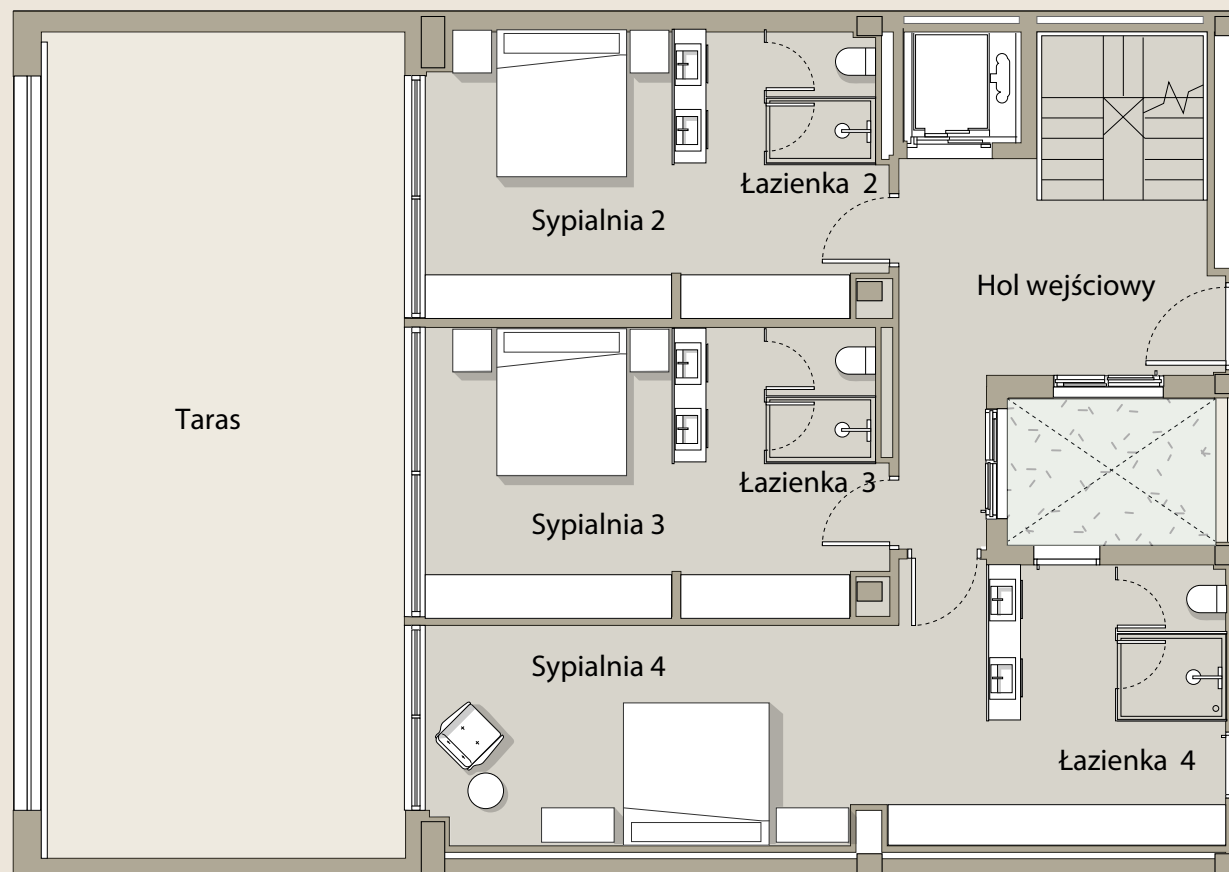 Łazienka 2
Sypialnia 2
Hol wejściowy
Taras
Łazienka 3
Sypialnia 3
Sypialnia 4
Łazienka 4